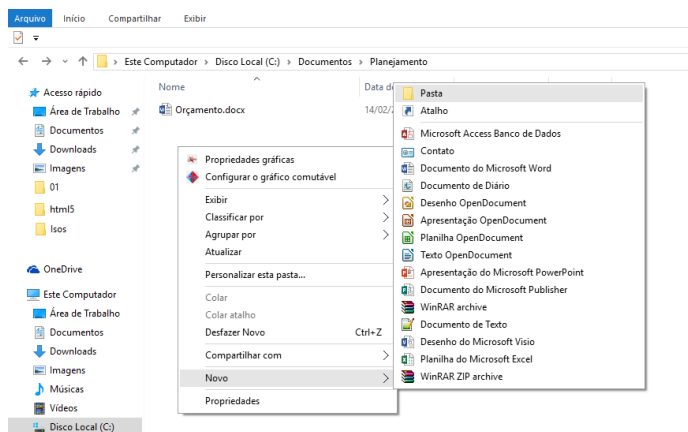 Arquivo Início Compartilhar Exibir
Este Computador > Disco Local (C:) > Documentos > Planejamento
Nome Data d
Acesso rápido
Área de Trabalho
Documentos
Downloads
Imagens
01
html5
Isos
OneDrive
Este Computador
Área de Trabalho
Documentos
Downloads
Imagens
Músicas
Vídeos
Disco Local (C:)
Orçamento.docx 14/02/
Propriedades gráficas
Configurar o gráfico comutável
Exibir
Classificar por
Agrupar por
Atualizar
Personalizar esta pasta...
Colar
Colar atalho
Desfazer Novo Ctrl+Z
Compartilhar com
Novo
Propriedades
Pasta
Atalho
Microsoft Access Banco de Dados
Contato
Documento do Microsoft Word
Documento de Diário
Desenho OpenDocument
Apresentação OpenDocument
Planilha OpenDocument
Texto OpenDocument
Apresentação do Microsoft PowerPoint
Documento do Microsoft Publisher
WinRAR archive
Documento de Texto
Desenho do Microsoft Visio
Planilha do Microsoft Excel
WinRAR ZIP archive